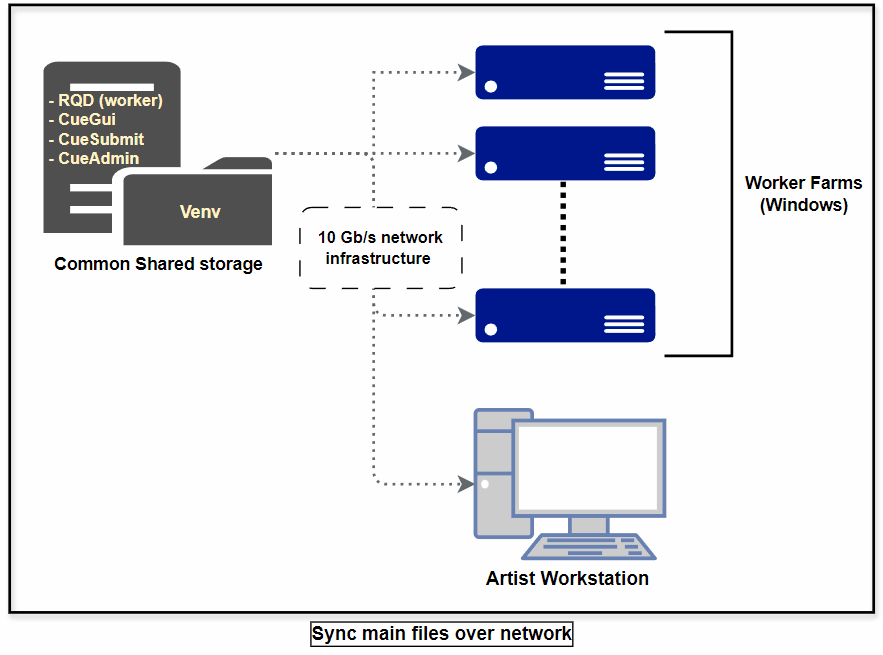 - RQD (worker)
- CueGui
- CueSubmit
- CueAdmin
Venv
Common Shared storage
10 Gb/s network
infrastructure
Worker Farms
(Windows)
Artist Workstation
Sync main files over network